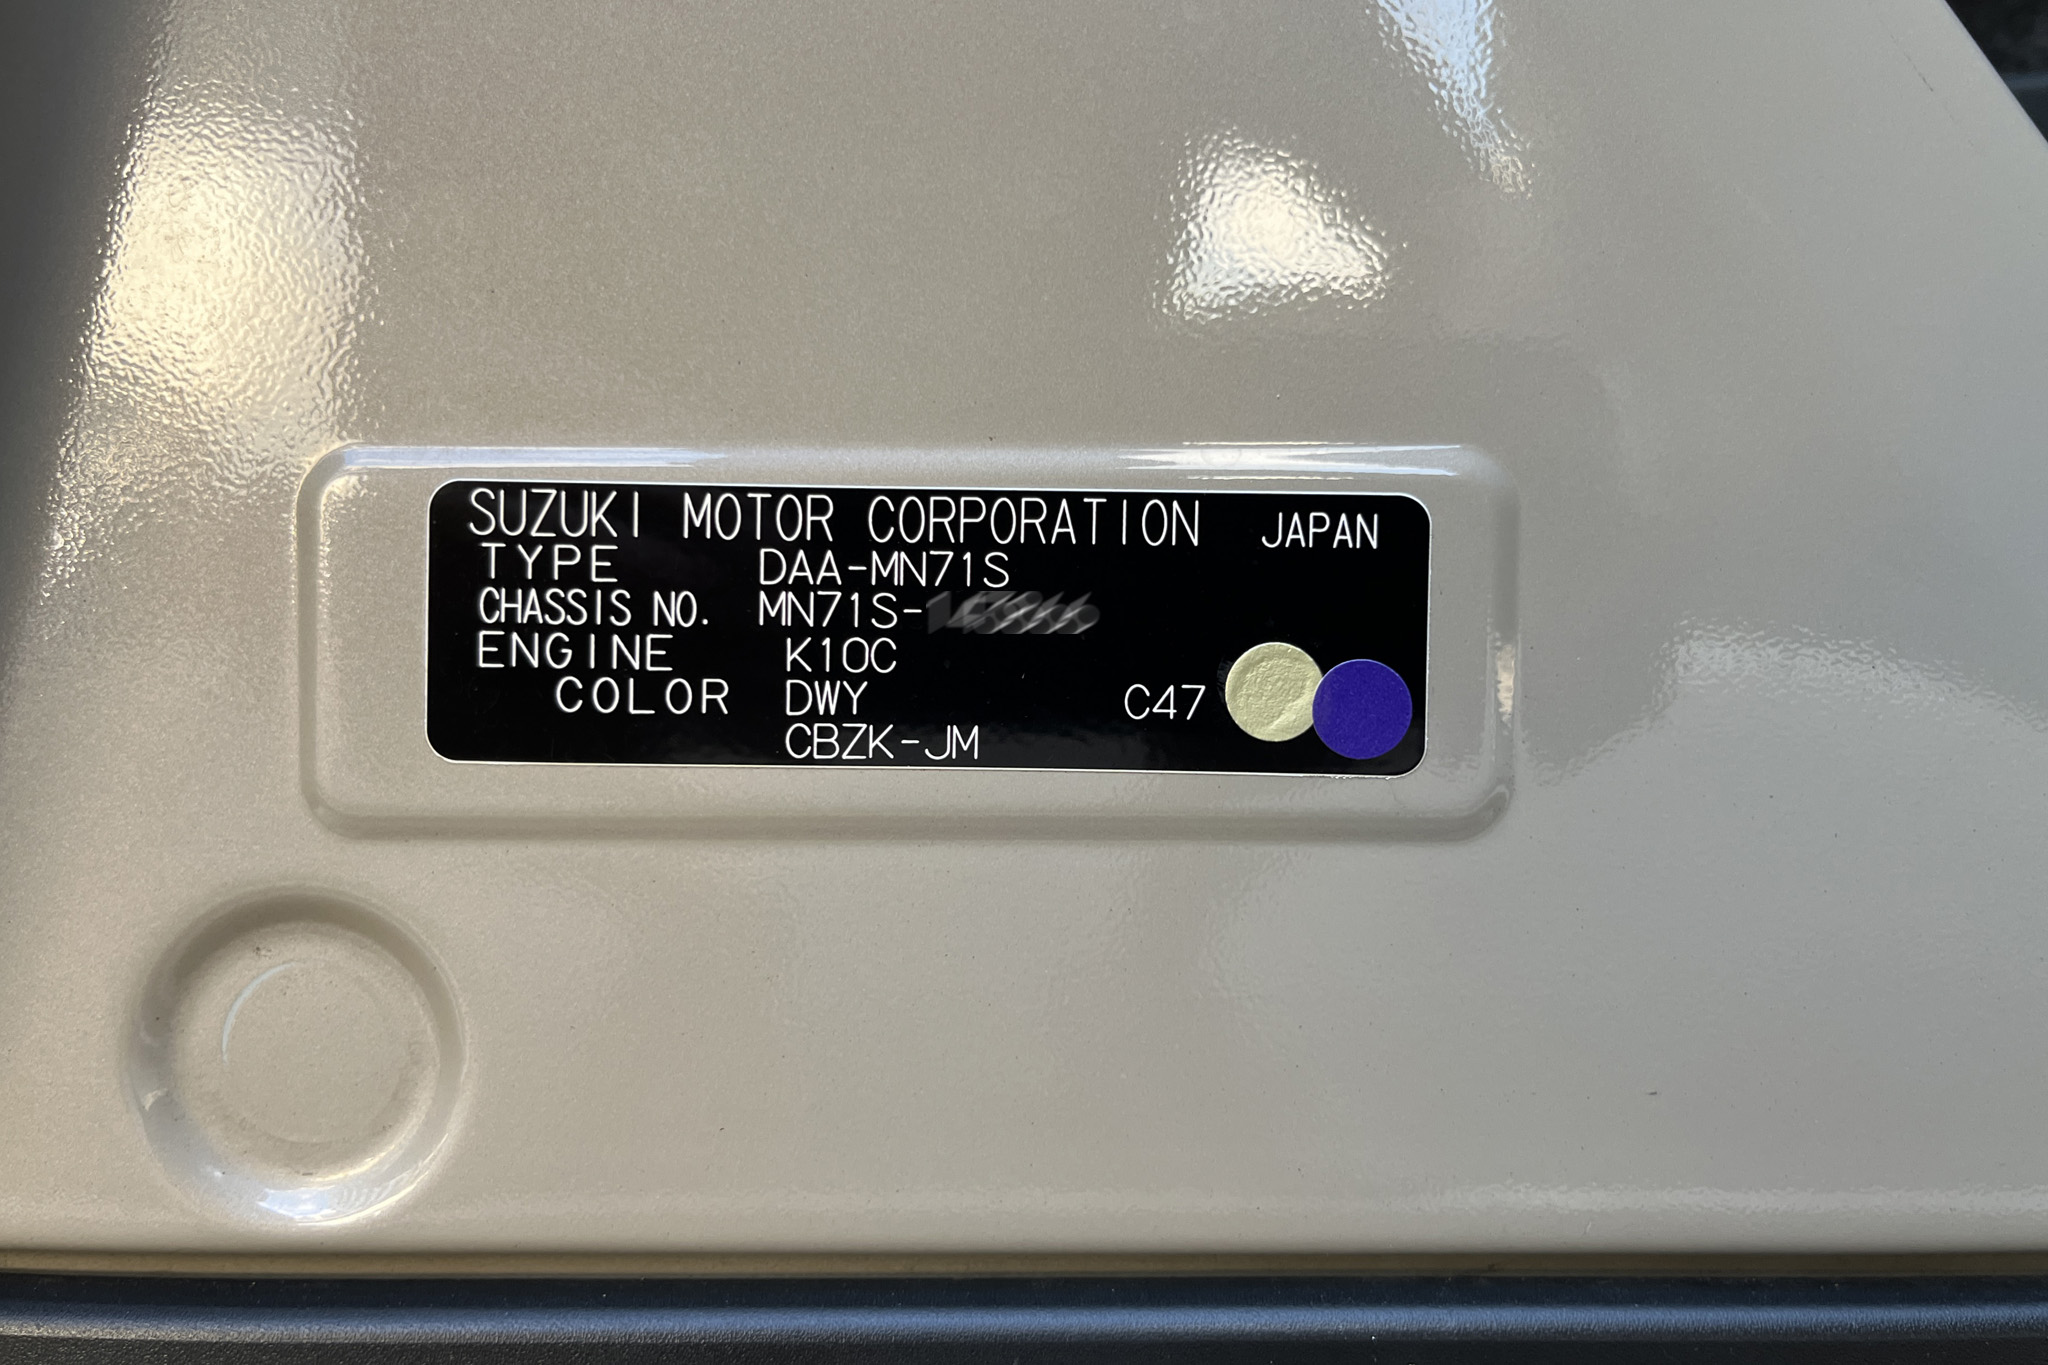 SUZUKI MOTOR CORPORATION JAPAN
TYPE DAA-MN71S
CHASSIS NO. MN71S-
ENGINE K10C
COLOR DWY C47
CBZK-JM